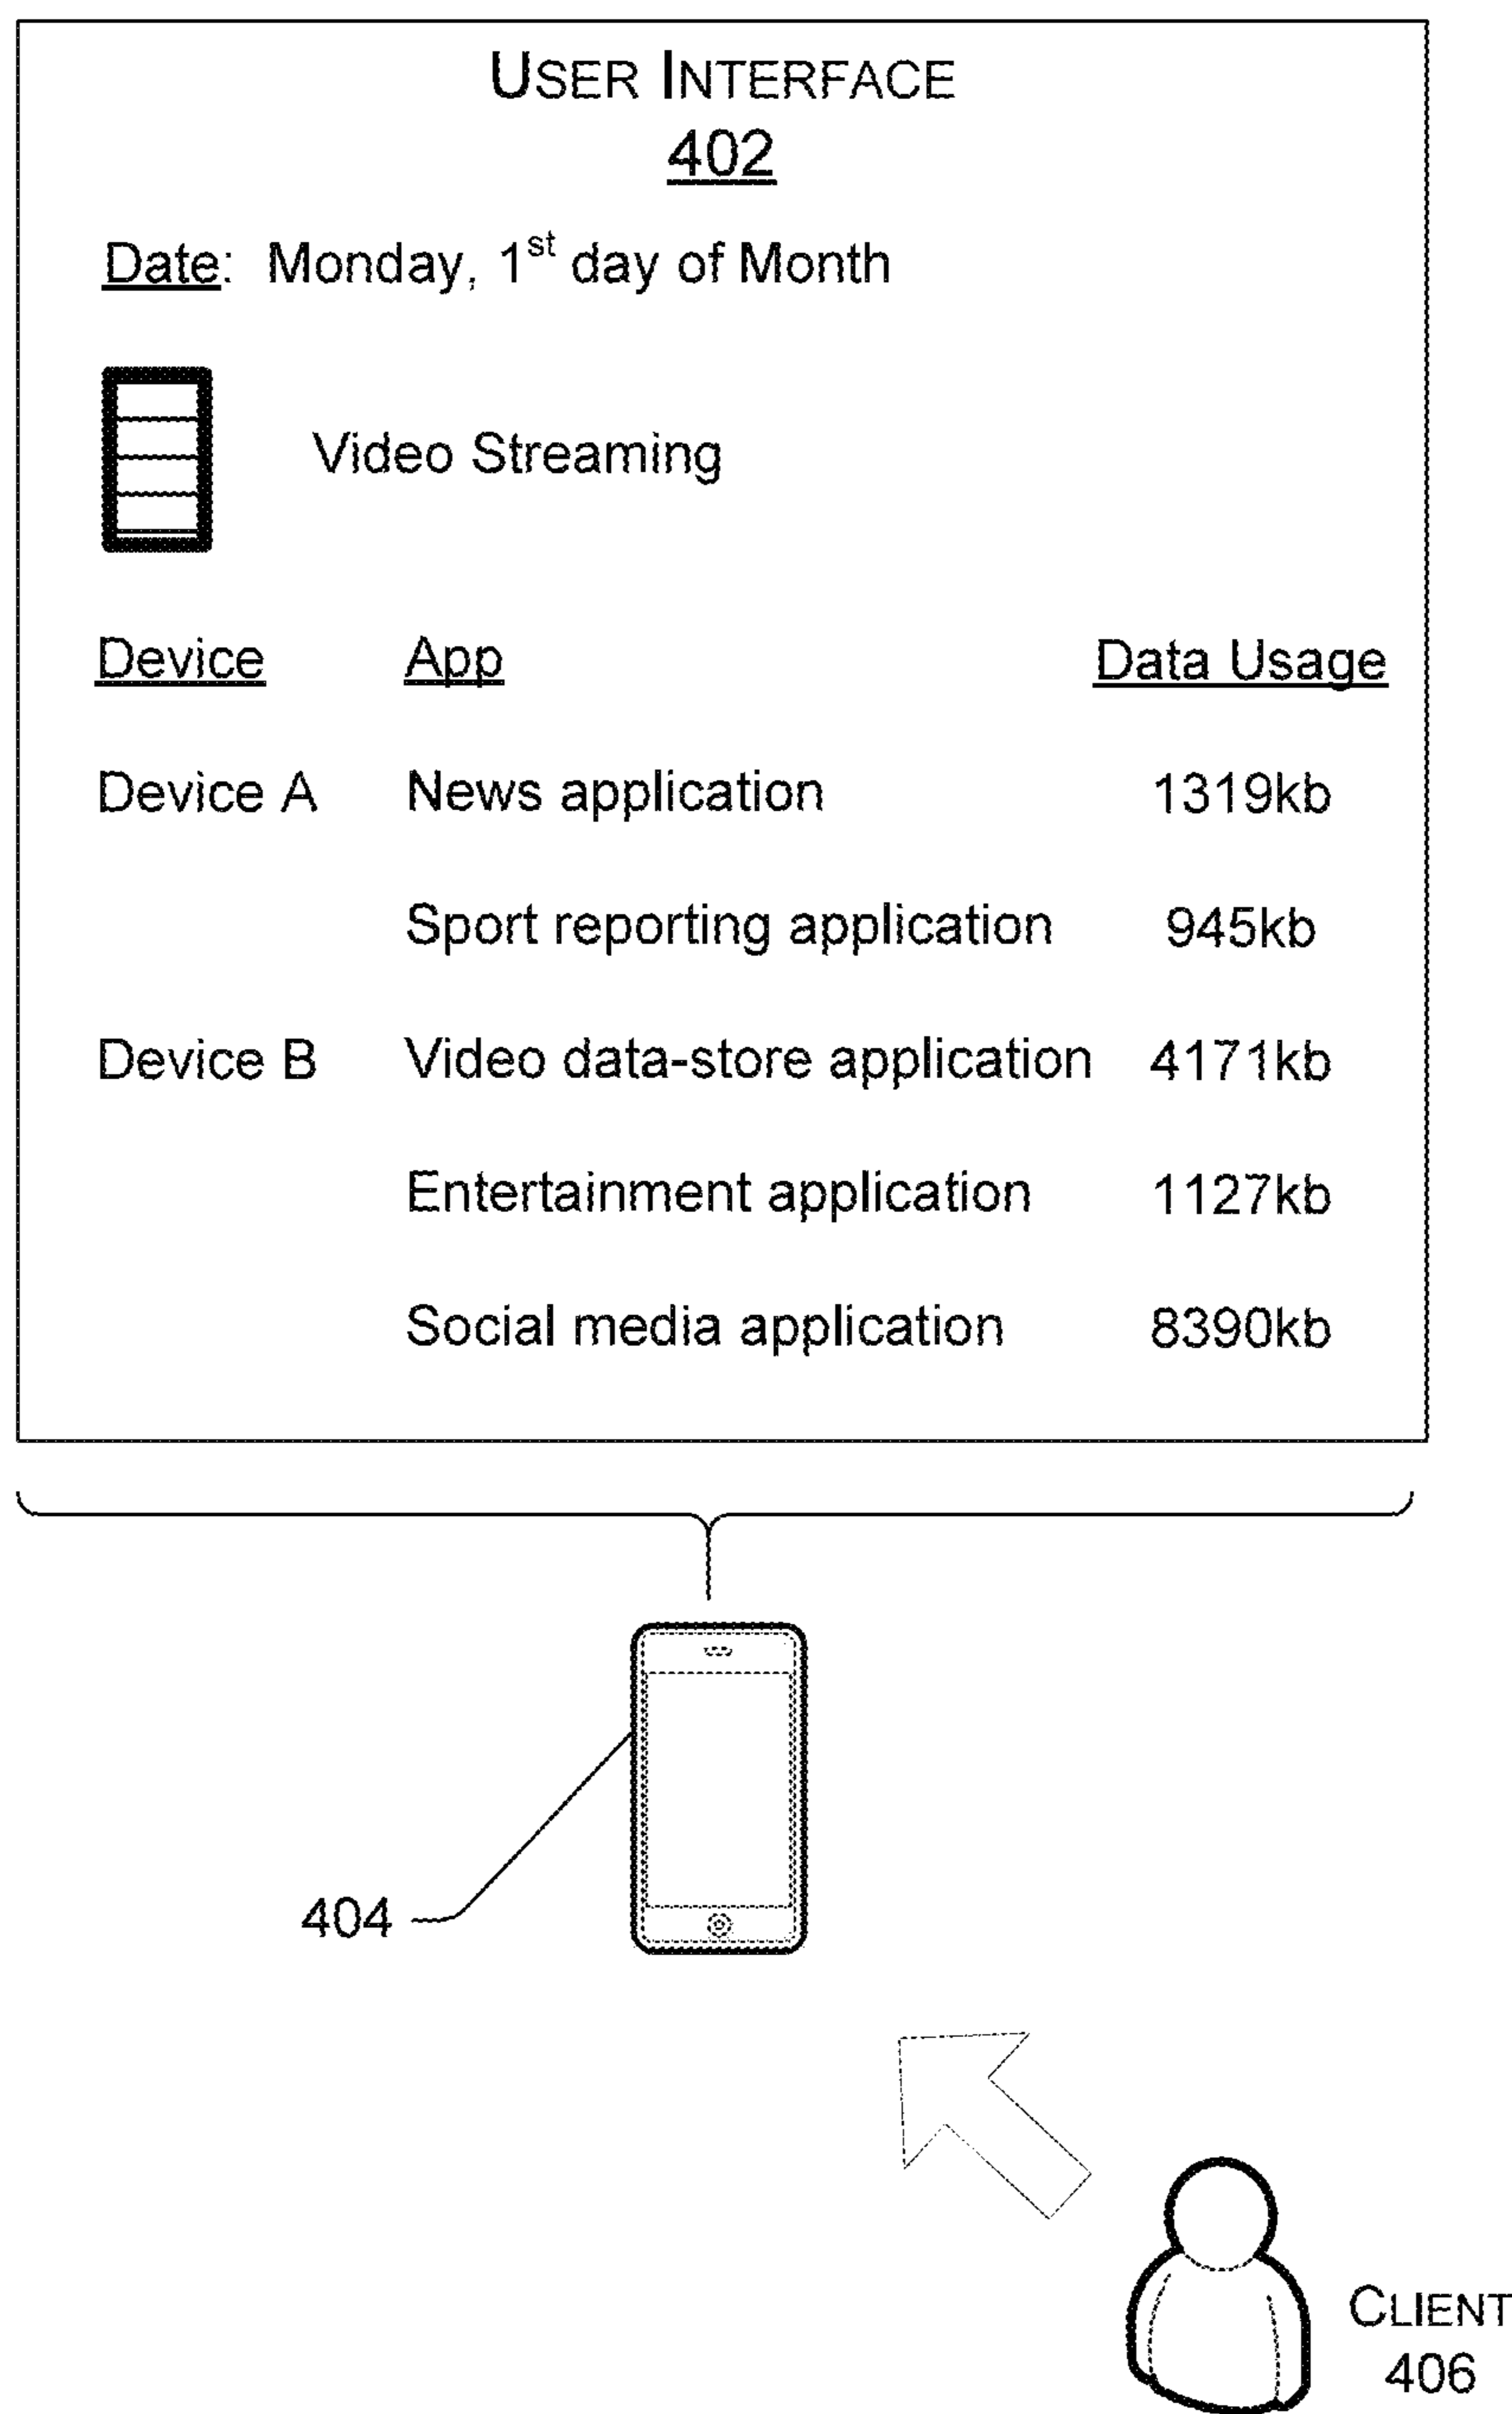 USER INTERFACE
402
Date: Monday, 1st day of Month
Video Streaming
Device App Data Usage
Device A News application 1319kb
Sport reporting application 945kb
Device B Video data-store application 4171kb
Entertainment application 1127kb
Social media application 8390kb
404
CLIENT
406